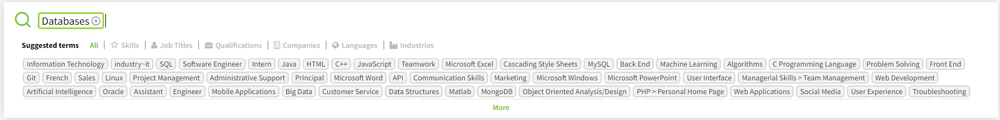 Databases
Suggested terms All | Skills | Job Titles | Qualifications | Companies | Languages | Industries
Information Technology industry~it SQL Software Engineer Intern Java HTML C++ JavaScript Teamwork Microsoft Excel Cascading Style Sheets MySQL Back End Machine Learning Algorithms C Programming Language Problem Solving Front End
Git French Sales Linux Project Management Administrative Support Principal Microsoft Word API Communication Skills Marketing Microsoft Windows Microsoft PowerPoint User Interface Managerial Skills > Team Management Web Development
Artificial Intelligence Oracle Assistant Engineer Mobile Applications Big Data Customer Service Data Structures Matlab MongoDB Object Oriented Analysis/Design PHP > Personal Home Page Web Applications Social Media User Experience Troubleshooting
More